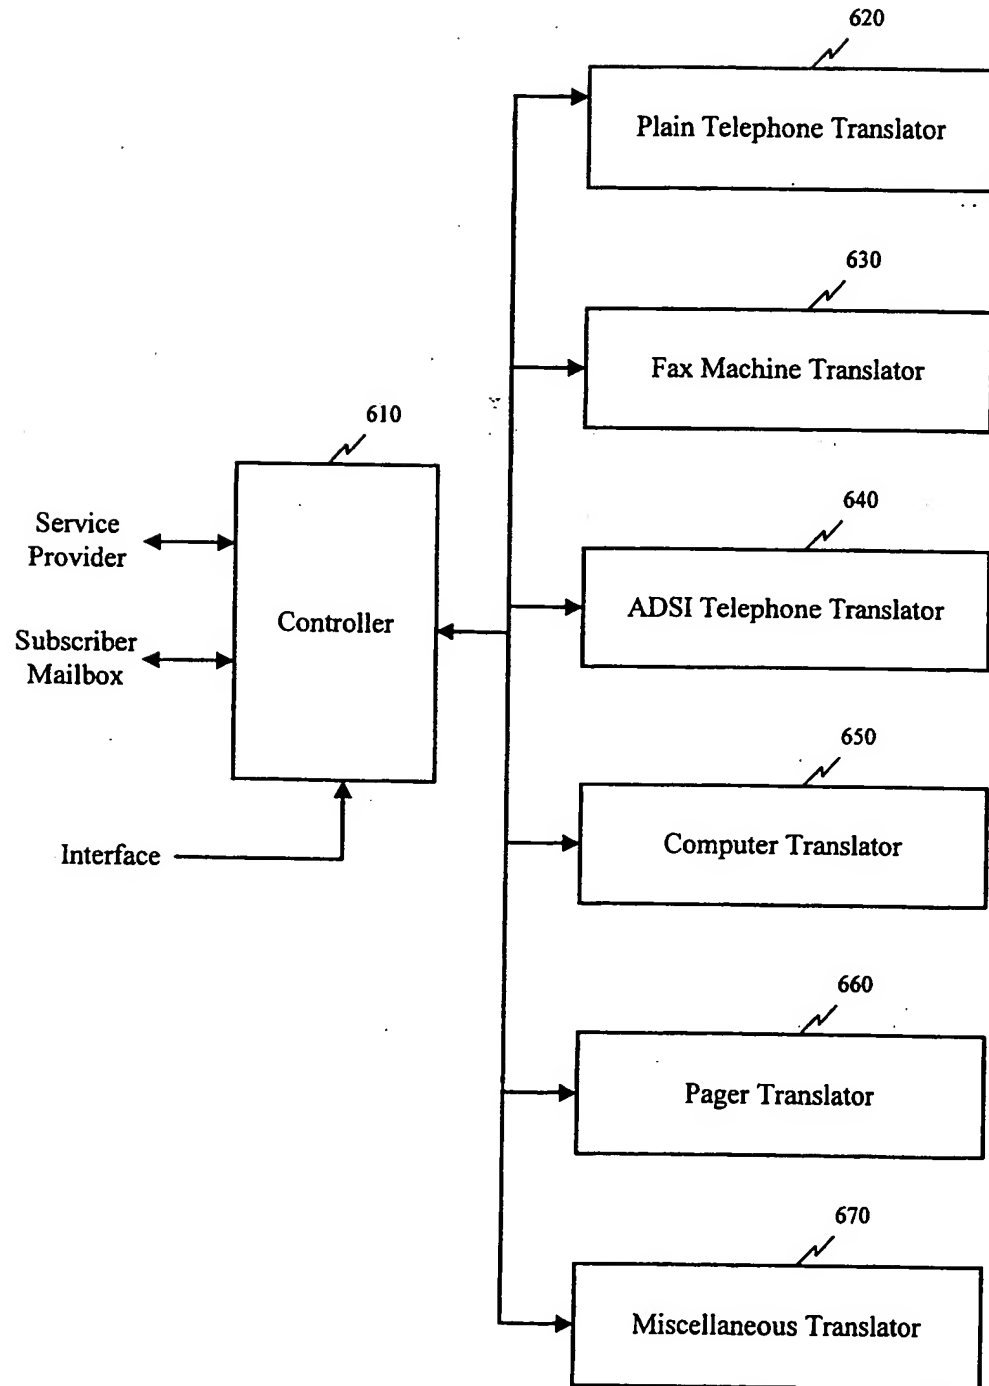 620
Plain Telephone Translator
630
Fax Machine Translator
610
Service
Provider
Subscriber
Mailbox
Controller
Interface
640
ADSI Telephone Translator
650
Computer Translator
660
Pager Translator
670
Miscellaneous Translator